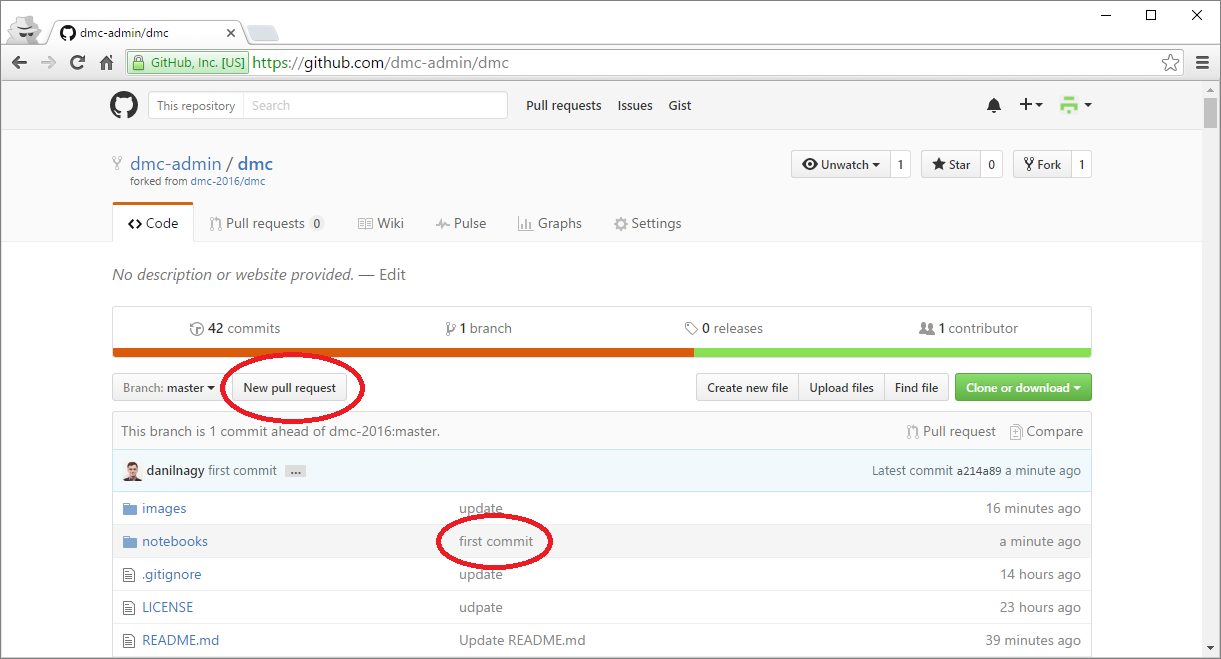 dmc-admin/dmc
GitHub, Inc. [US] https://github.com/dmc-admin/dmc
This repository Search Pull requests Issues Gist
dmc-admin / dmc Unwatch 1 Star 0 Fork 1
forked from dmc-2016/dmc
Code Pull requests 0 Wiki Pulse Graphs Settings
No description or website provided. — Edit
42 commits 1 branch 0 releases 1 contributor
Branch: master New pull request Create new file Upload files Find file Clone or download
This branch is 1 commit ahead of dmc-2016:master. Pull request Compare
danilnagy first commit ... Latest commit a214a89 a minute ago
images update 16 minutes ago
notebooks first commit a minute ago
.gitignore update 14 hours ago
LICENSE udpate 23 hours ago
README.md Update README.md 39 minutes ago